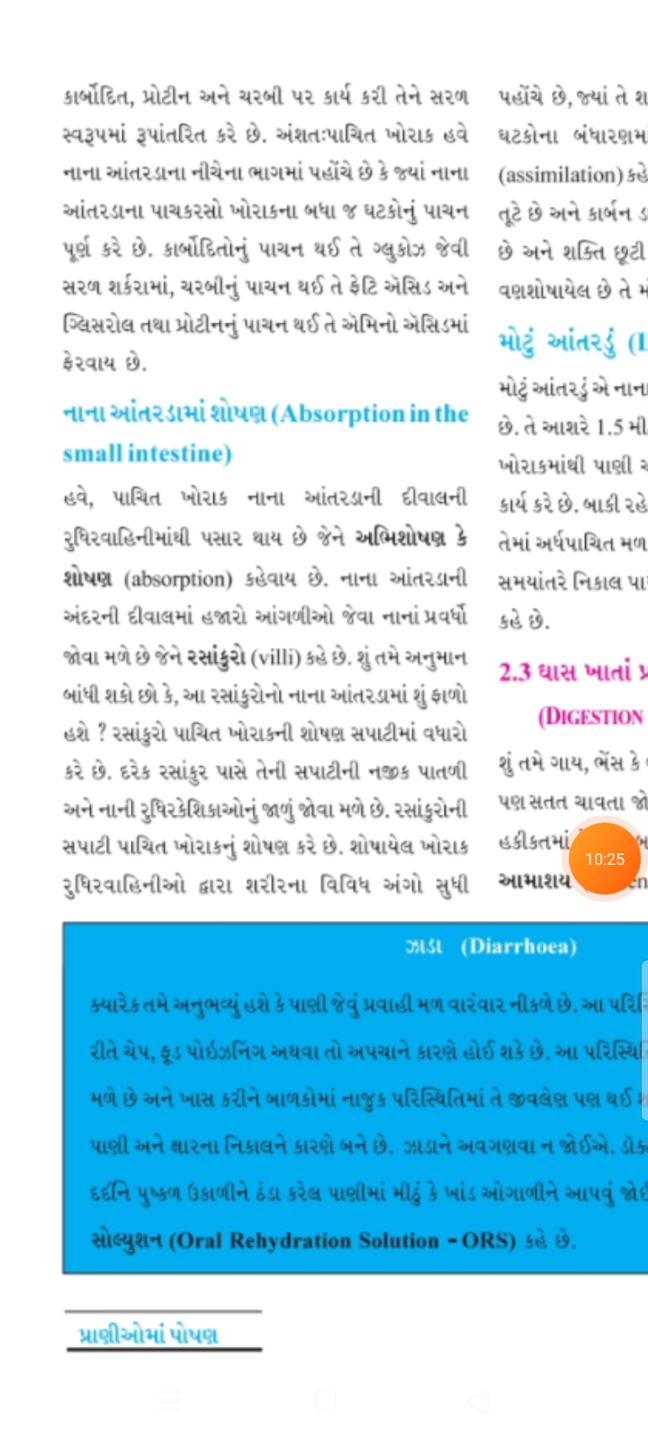 કાર્બોદિત, પ્રોટીન અને ચરબી પર કાર્ય કરી તેને સરળ
સ્વરૂપમાં રૂપાંતરિત કરે છે. અંશતઃપાચિત ખોરાક હવે
નાના આંતરડાના નીચેના ભાગમાં પહોંચે છે કે જ્યાં નાના
આંતરડાના પાચકરસો ખોરાકના બધા જ ઘટકોનું પાચન
પૂર્ણ કરે છે. કાર્બોદિતોનું પાચન થઈ તે ગ્લુકોઝ જેવી
સરળ શર્કરામાં, ચરબીનું પાચન થઈ તે ફેટિ ઍસિડ અને
ગ્લિસરોલ તથા પ્રોટીનનું પાચન થઈ તે ઍમિનો ઍસિડમાં
ફેરવાય છે.
નાના આંતરડામાં શોષણ (Absorption in the
small intestine)
હવે, પાચિત ખોરાક નાના આંતરડાની દીવાલની
રુધિરવાહિનીમાંથી પસાર થાય છે જેને અભિશોષણ કે
શોષણ (absorption) કહેવાય છે. નાના આંતરડાની
અંદરની દીવાલમાં હજારો આંગળીઓ જેવા નાનાં પ્રવર્ધો
જોવા મળે છે જેને રસાંકુરો (villi) કહે છે. શું તમે અનુમાન
બાંધી શકો છો કે, આ રસાંકુરોનો નાના આંતરડામાં શું ફાળો
હશે ? રસાંકુરો પાચિત ખોરાકની શોષણ સપાટીમાં વધારો
કરે છે. દરેક રસાંકુર પાસે તેની સપાટીની નજીક પાતળી
અને નાની રુધિરકેશિકાઓનું જાળું જોવા મળે છે. રસાંકુરોની
સપાટી પાચિત ખોરાકનું શોષણ કરે છે. શોષાયેલ ખોરાક
રુધિરવાહિનીઓ દ્વારા શરીરના વિવિધ અંગો સુધી
પહોંચે છે, જ્યાં તે
ઘટકોના
(assimilation) કહે
તૂટે છે અને કાર્બન
છે અને શક્તિ છૂટી
વણશોષાયેલ છે તે
મોટું આંતરડું
મોટું આંતરડું એ નાના
છે. તે આશરે 1.5 મી
ખોરાકમાંથી પાણી
કાર્ય કરે છે. બાકી
તેમાં અર્ધપાચિત મળ
સમયાંતરે નિકાલ
કહે છે.
2.3 ઘાસ ખાતાં
(DIGESTION
શું તમે ગાય, ભેંસ કે
પણ સતત ચાવતા
હકીકતમાં
10:25
આમાશય
ઝાડા (Diarrhoea)
ક્યારેક તમે અનુભવ્યું હશે કે પાણી જેવું પ્રવાહી મળ વારંવાર નીકળે છે. આ
રીતે ચેપ, ફૂડ પોઇઝનિંગ અથવા તો અપચાને કારણે હોઈ શકે છે. આ
મળે છે અને ખાસ કરીને બાળકોમાં નાજુક પરિસ્થિતિમાં તે જીવલેણ પણ થઈ
પાણી અને ક્ષારના નિકાલને કારણે બને છે. ઝાડાને અવગણવા ન જોઈએ.
દર્દીને પુષ્કળ ઉકાળીને ઠંડા કરેલ પાણીમાં મીઠું કે ખાંડ ઓગાળીને આપવું
સોલ્યુશન (Oral Rehydration Solution - ORS) કહે છે.
પ્રાણીઓમાં પોષણ